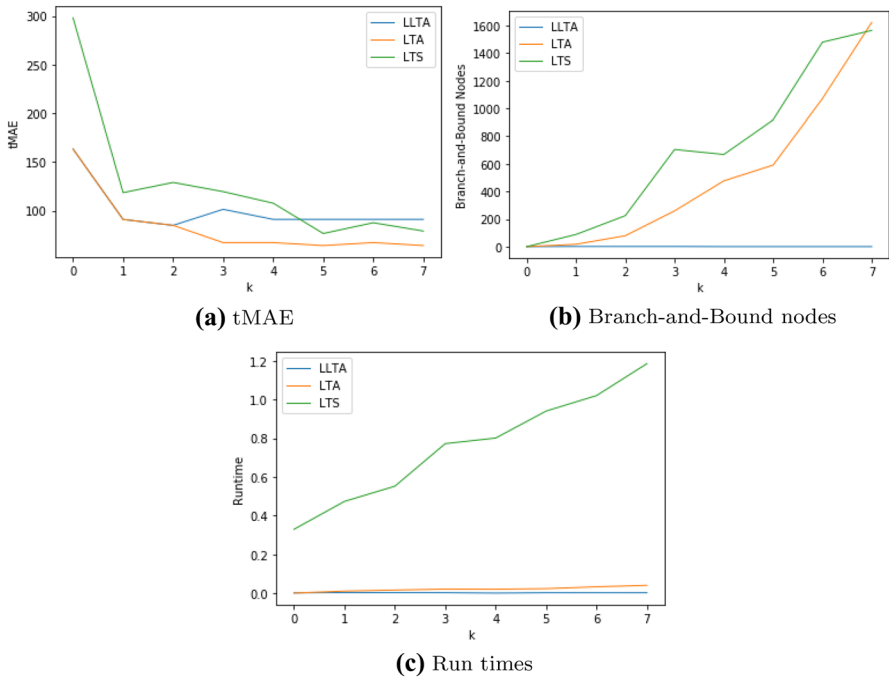 300
250
200
150
100
tMAE
0 1 2 3 4 5 6 7
k
LLTA
LTA
LTS
(a) tMAE
1600
1400
1200
1000
800
600
400
200
0
Branch-and-Bound Nodes
0 1 2 3 4 5 6 7
k
LLTA
LTA
LTS
(b) Branch-and-Bound nodes
1.2
1.0
0.8
0.6
0.4
0.2
0.0
Runtime
0 1 2 3 4 5 6 7
k
LLTA
LTA
LTS
(c) Run times